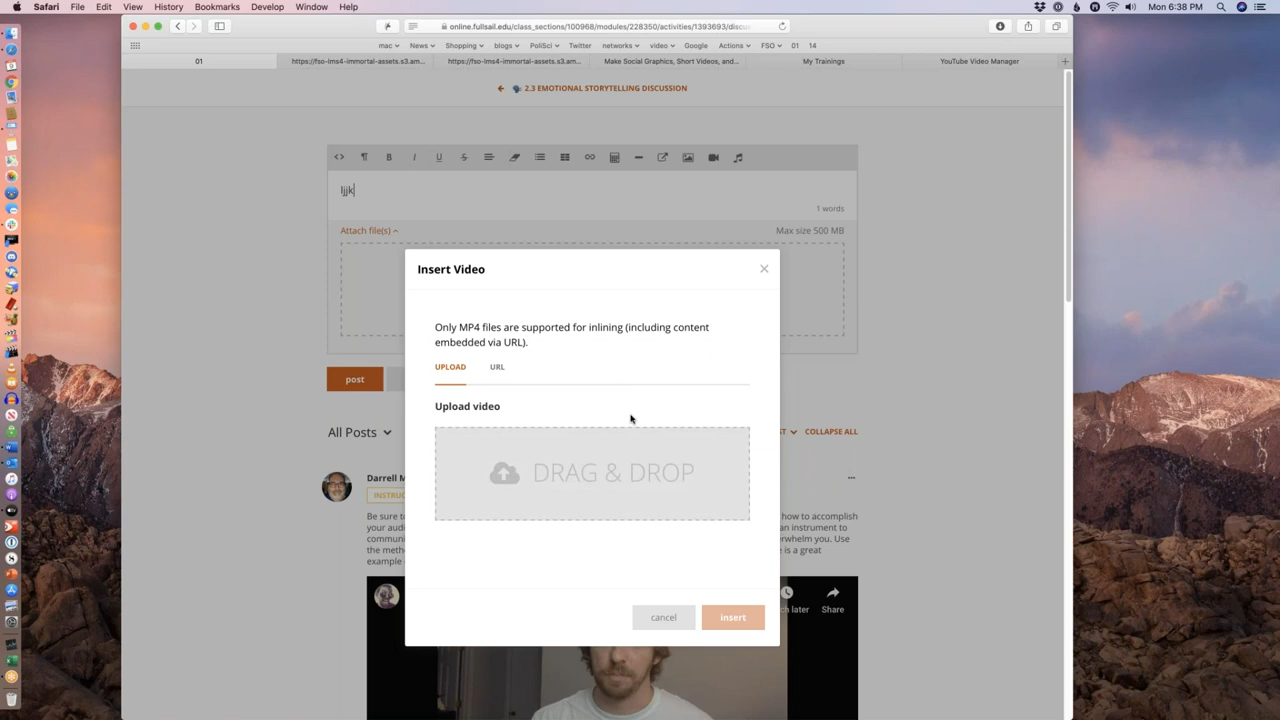 Safari File Edit View History Bookmarks Develop Window Help
Mon 6:38 PM
online.fullsail.edu/class_sections/100968/modules/228350/activities/1393693/discu
mac News Shopping blogs PoliSci Twitter networks video Google Actions FSO 01 14
01
https://fso-lms4-immortal-assets.s3.am...
https://fso-lms4-immortal-assets.s3.am...
Make Social Graphics, Short Videos, and...
My Trainings
YouTube Video Manager
2.3 EMOTIONAL STORYTELLING DISCUSSION
ljjk
1 words
Attach file(s)
Max size 500 MB
Insert Video
Only MP4 files are supported for inlining (including content
embedded via URL).
UPLOAD URL
Upload video
DRAG & DROP
cancel insert
post
All Posts
COLLAPSE ALL
Darrell M
INSTRUC
Be sure t
how to accomplish
your audi
an instrument to
commun
erwhelm you. Use
the meth
e is a great
example
ch later
Share